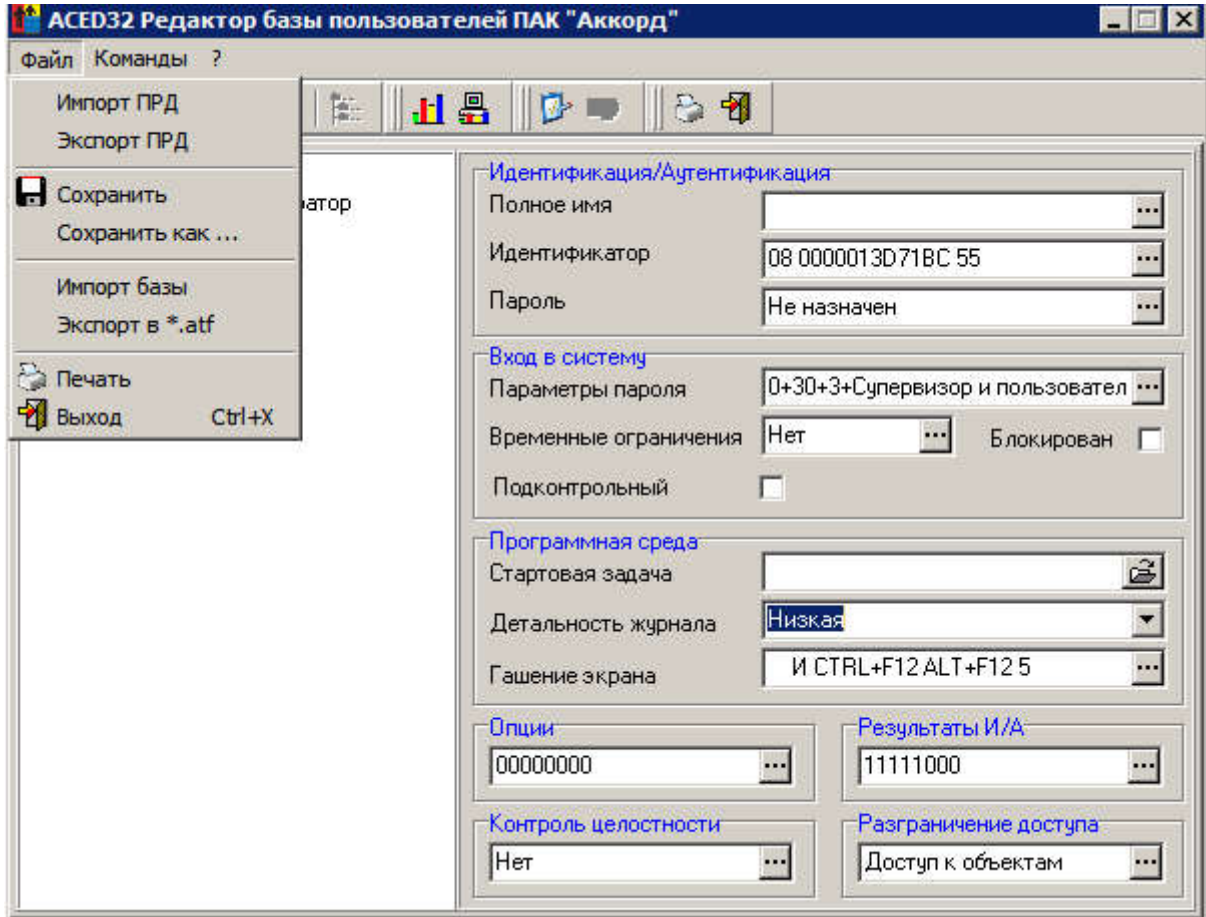 ACED32 Редактор базы пользователей ПАК "Аккорд"
Файл Команды ?
Импорт ПРД
Экспорт ПРД
Сохранить
Сохранить как ...
Импорт базы
Экспорт в *.atf
Печать
Выход Ctrl+X
Идентификация/Аутентификация
Полное имя
Идентификатор 08 0000013D71BC 55
Пароль Не назначен
Вход в систему
Параметры пароля 0+30+3+Супервизор и пользовател
Временные ограничения Нет Блокирован
Подконтрольный
Программная среда
Стартовая задача
Детальность журнала Низкая
Гашение экрана И CTRL+F12 ALT+F12 5
Опции
00000000
Результаты И/А
11111000
Контроль целостности
Нет
Разграничение доступа
Доступ к объектам